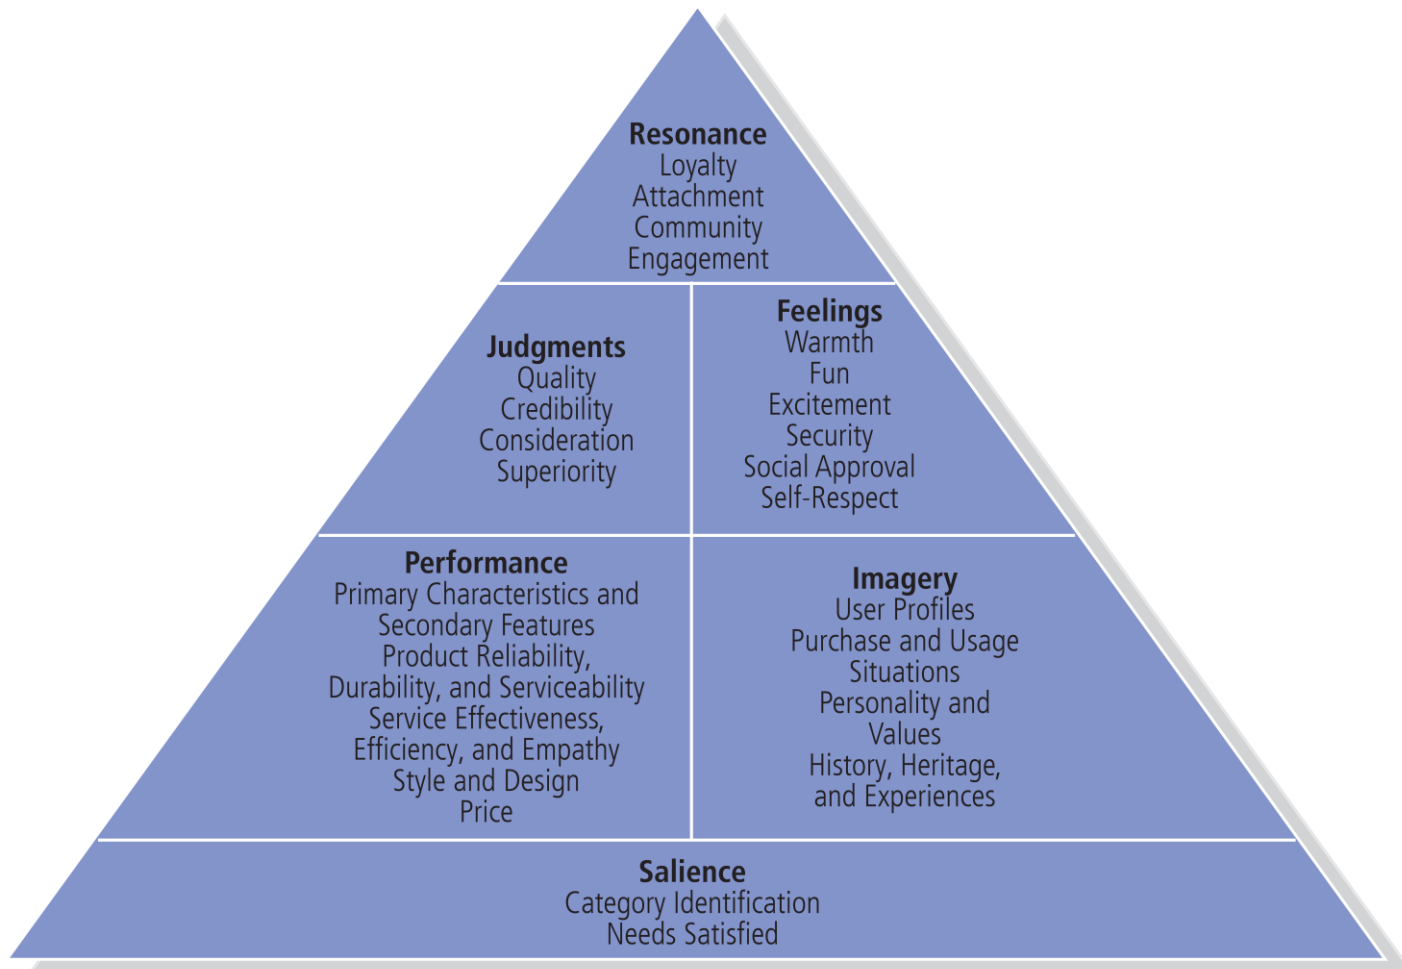 Resonance
Loyalty
Attachment
Community
Engagement
Judgments
Quality
Credibility
Consideration
Superiority
Feelings
Warmth
Fun
Excitement
Security
Social Approval
Self-Respect
Performance
Primary Characteristics and
Secondary Features
Product Reliability,
Durability, and Serviceability
Service Effectiveness,
Efficiency, and Empathy
Style and Design
Price
Imagery
User Profiles
Purchase and Usage
Situations
Personality and
Values
History, Heritage,
and Experiences
Salience
Category Identification
Needs Satisfied